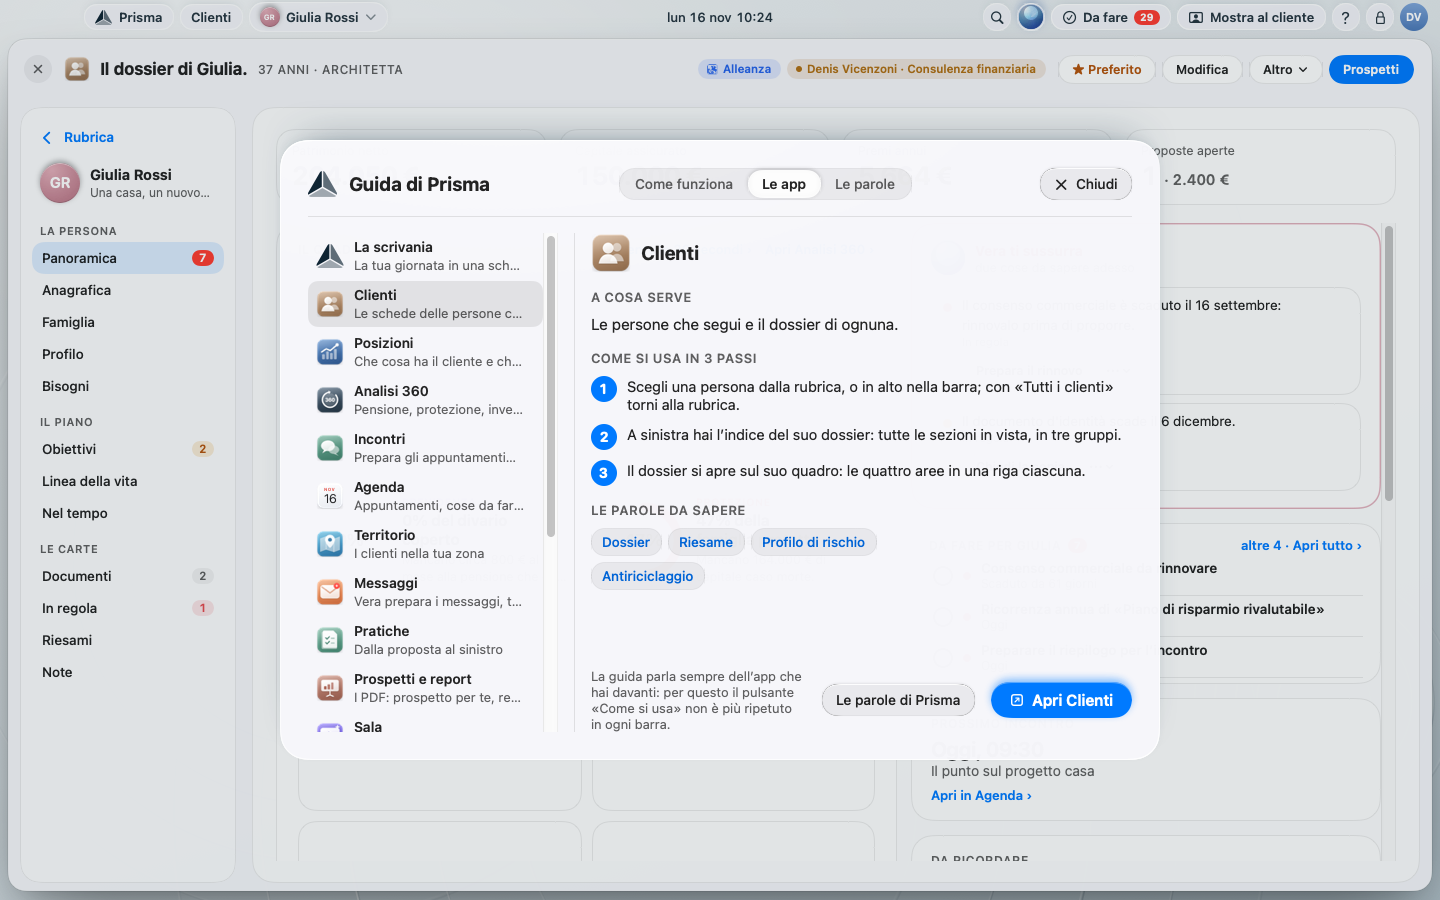 Prisma
Clienti
GR
Giulia Rossi
lun 16 nov 10:24
Da fare 29
Mostra al cliente
?
DV
Il dossier di Giulia.
37 ANNI · ARCHITETTA
Alleanza
Denis Vicenzoni · Consulenza finanziaria
Preferito
Modifica
Altro
Prospetti
Rubrica
GR
Giulia Rossi
Una casa, un nuovo…
LA PERSONA
Panoramica 7
Anagrafica
Famiglia
Profilo
Bisogni
IL PIANO
Obiettivi 2
Linea della vita
Nel tempo
LE CARTE
Documenti 2
In regola 1
Riesami
Note
Guida di Prisma
Come funziona
Le app
Le parole
Chiudi
La scrivania
La tua giornata in una sch…
Clienti
Le schede delle persone c…
Posizioni
Che cosa ha il cliente e ch…
360
Analisi 360
Pensione, protezione, inve…
Incontri
Prepara gli appuntamenti…
NOV
16
Agenda
Appuntamenti, cose da far…
Territorio
I clienti nella tua zona
Messaggi
Vera prepara i messaggi, t…
Pratiche
Dalla proposta al sinistro
Prospetti e report
I PDF: prospetto per te, re…
Sala
Clienti
A COSA SERVE
Le persone che segui e il dossier di ognuna.
COME SI USA IN 3 PASSI
1 Scegli una persona dalla rubrica, o in alto nella barra; con «Tutti i clienti»
torni alla rubrica.
2 A sinistra hai l’indice del suo dossier: tutte le sezioni in vista, in tre gruppi.
3 Il dossier si apre sul suo quadro: le quattro aree in una riga ciascuna.
LE PAROLE DA SAPERE
Dossier
Riesame
Profilo di rischio
Antiriciclaggio
La guida parla sempre dell’app che
hai davanti: per questo il pulsante
«Come si usa» non è più ripetuto
in ogni barra.
Le parole di Prisma
Apri Clienti
oposte aperte
· 2.400 €
uto il 16 settembre:
6 dicembre.
altre 4 · Apri tutto ›
rinnovare
di risparmio rivalutabile»
ncontro
Oggi, 09:30
Il punto sul progetto casa
Apri in Agenda ›
DA RICORDARE